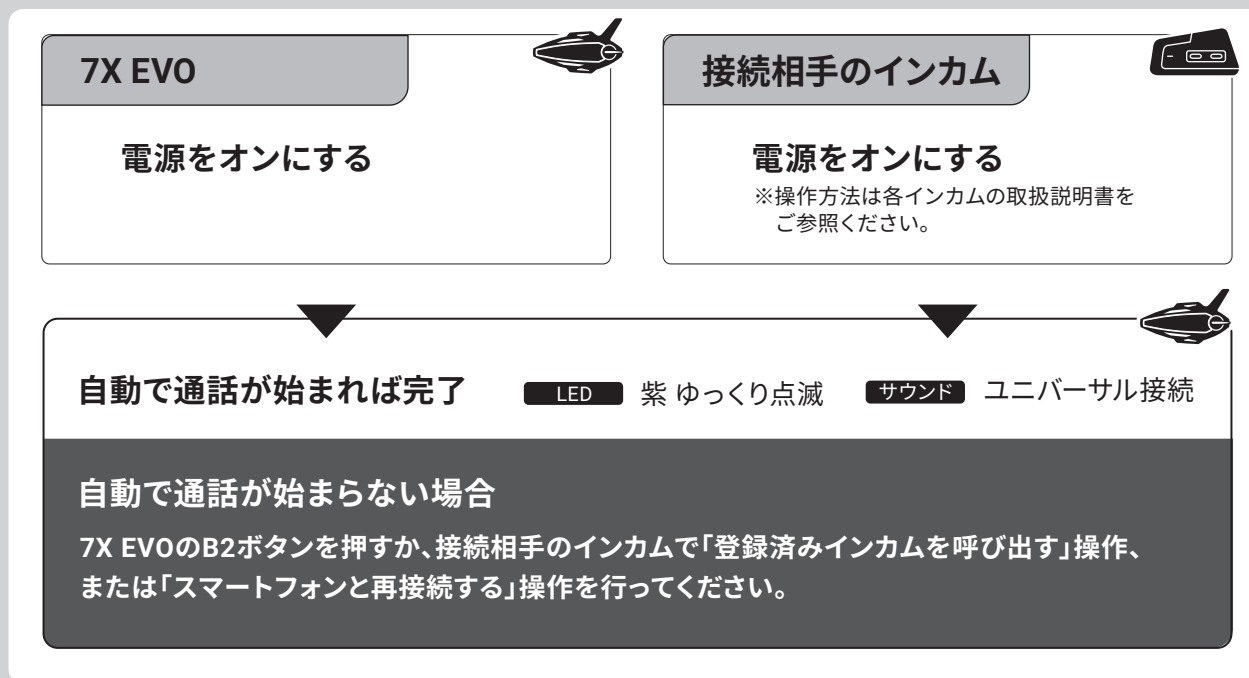 7X EVO
電源をオンにする
接続相手のインカム
電源をオンにする
※操作方法は各インカムの取扱説明書を
ご参照ください。
自動で通話が始まれば完了 LED 紫 ゆっくり点滅 サウンド ユニバーサル接続
自動で通話が始まらない場合
7X EVOのB2ボタンを押すか、接続相手のインカムで「登録済みインカムを呼び出す」操作、
または「スマートフォンと再接続する」操作を行ってください。